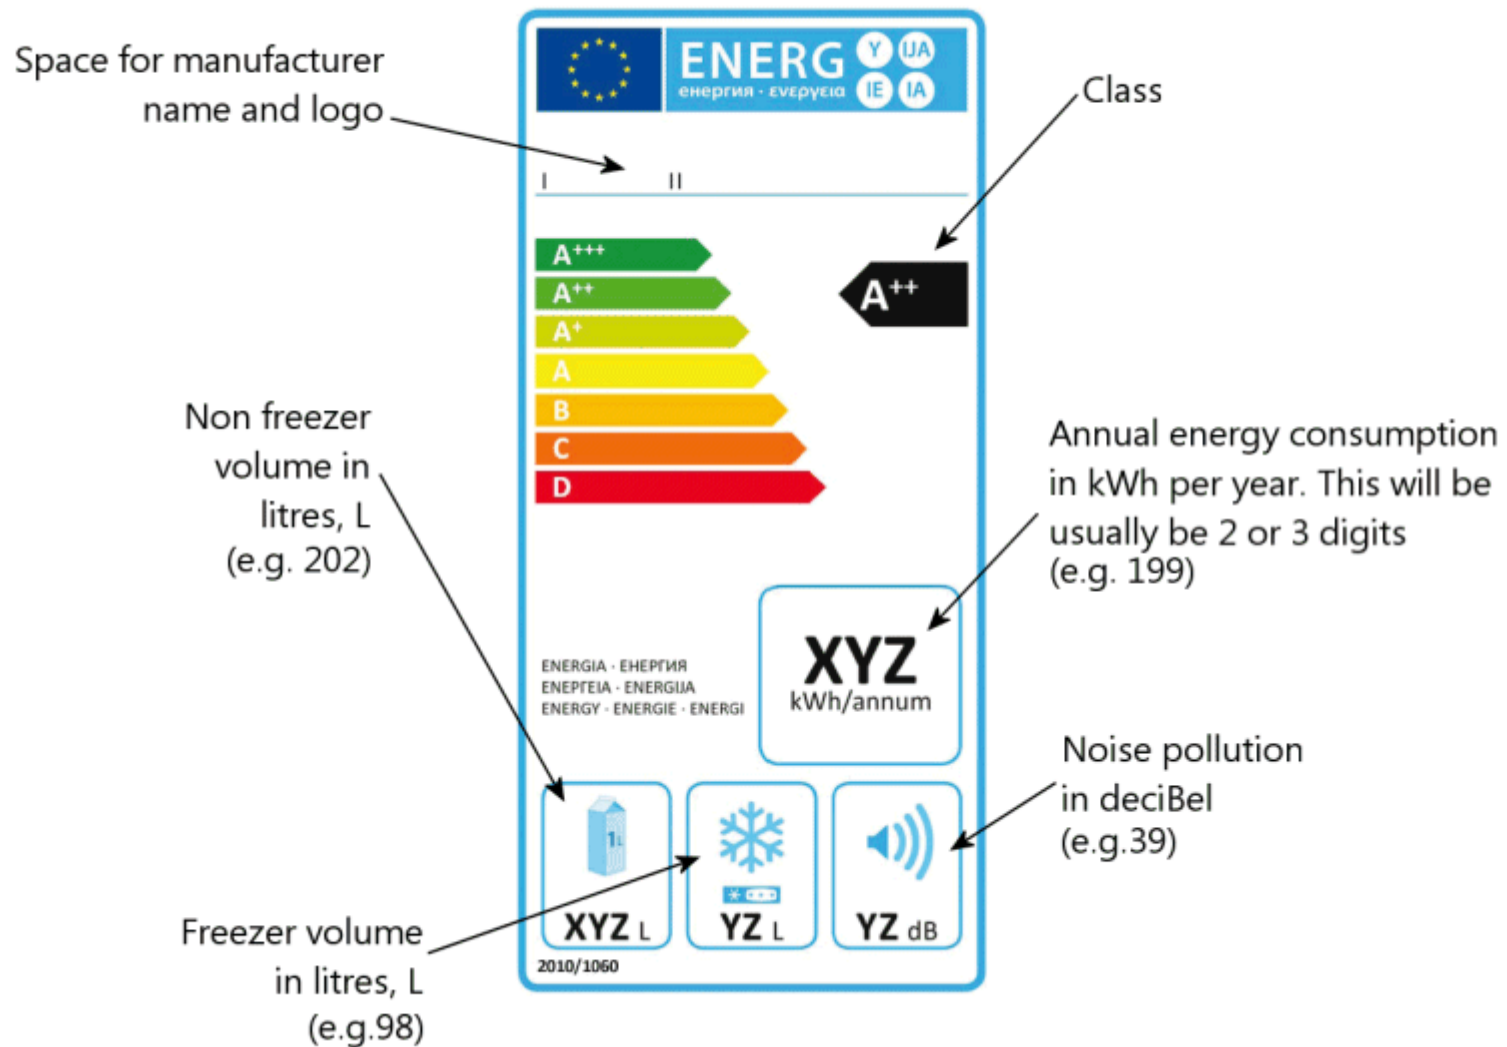 Space for manufacturer
name and logo
ENERG
енергия · ενεργεια
Y
IJA
IE
IA
Class
I
II
A+++
A++
A+
A
B
C
D
A++
Non freezer
volume in
litres, L
(e.g. 202)
Annual energy consumption
in kWh per year. This will be
usually be 2 or 3 digits
(e.g. 199)
ENERGIA · ЕНЕРГИЯ
ΕΝΕΡΓΕΙΑ · ENERGIJA
ENERGY · ENERGIE · ENERGI
XYZ
kWh/annum
Noise pollution
in deciBel
(e.g.39)
1L
XYZ L
YZ L
YZ dB
Freezer volume
in litres, L
(e.g.98)
2010/1060